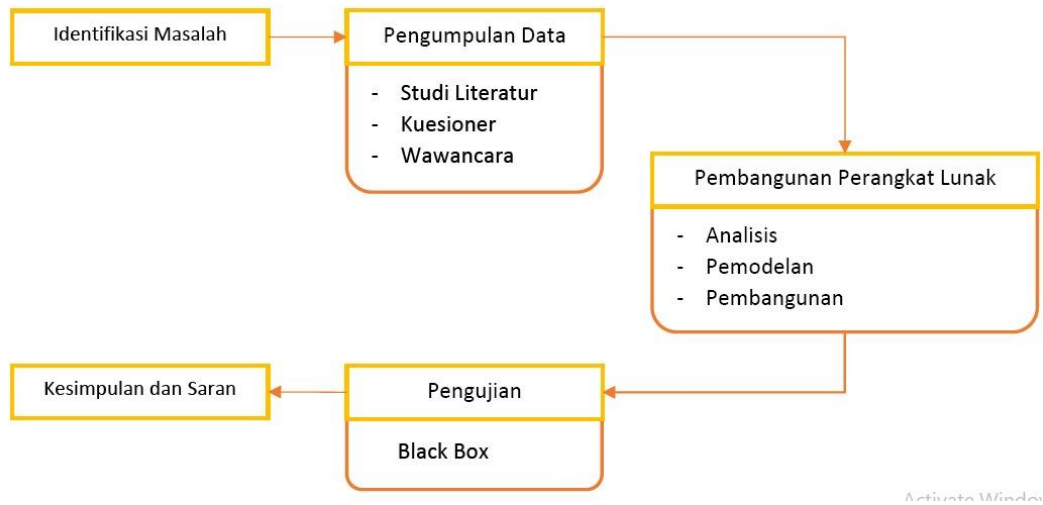 Identifikasi Masalah
Pengumpulan Data
- Studi Literatur
- Kuesioner
- Wawancara
Pembangunan Perangkat Lunak
- Analisis
- Pemodelan
- Pembangunan
Pengujian
Black Box
Kesimpulan dan Saran
Activate